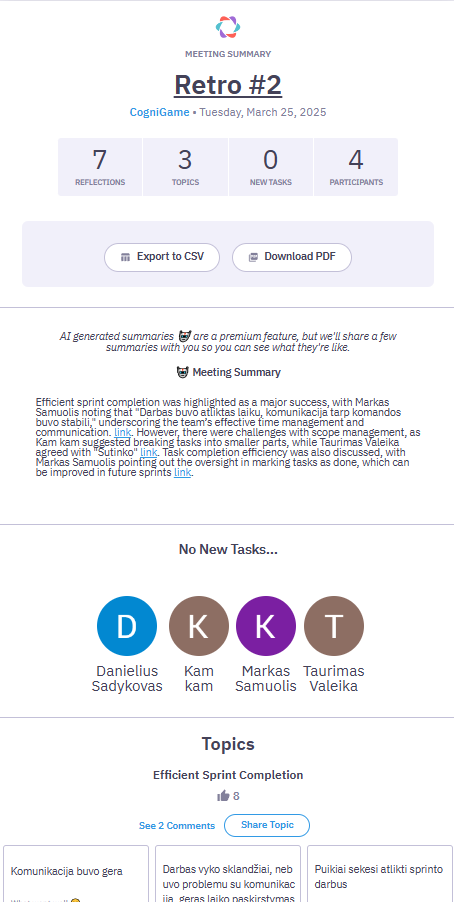 MEETING SUMMARY
Retro #2
CogniGame • Tuesday, March 25, 2025
7
REFLECTIONS
3
TOPICS
0
NEW TASKS
4
PARTICIPANTS
Export to CSV
Download PDF
AI generated summaries are a premium feature, but we'll share a few
summaries with you so you can see what they're like.
Meeting Summary
Efficient sprint completion was highlighted as a major success, with Markas
Samuolis noting that "Darbas buvo atliktas laiku, komunikacija tarp komandos
buvo stabili," underscoring the team's effective time management and
communication. link. However, there were challenges with scope management, as
Kam kam suggested breaking tasks into smaller parts, while Taurimas Valeika
agreed with "Sutinko" link. Task completion efficiency was also discussed, with
Markas Samuolis pointing out the oversight in marking tasks as done, which can
be improved in future sprints link.
No New Tasks...
D
K
K
T
Danielius
Sadykovas
Kam
kam
Markas
Samuolis
Taurimas
Valeika
Topics
Efficient Sprint Completion
8
See 2 Comments
Share Topic
Komunikacija buvo gera
Darbas vyko sklandžiai, neb
uvo problemu su komunikac
ija, geras laiko paskirstymas
Puikiai sekesi atlikti sprinto
darbus